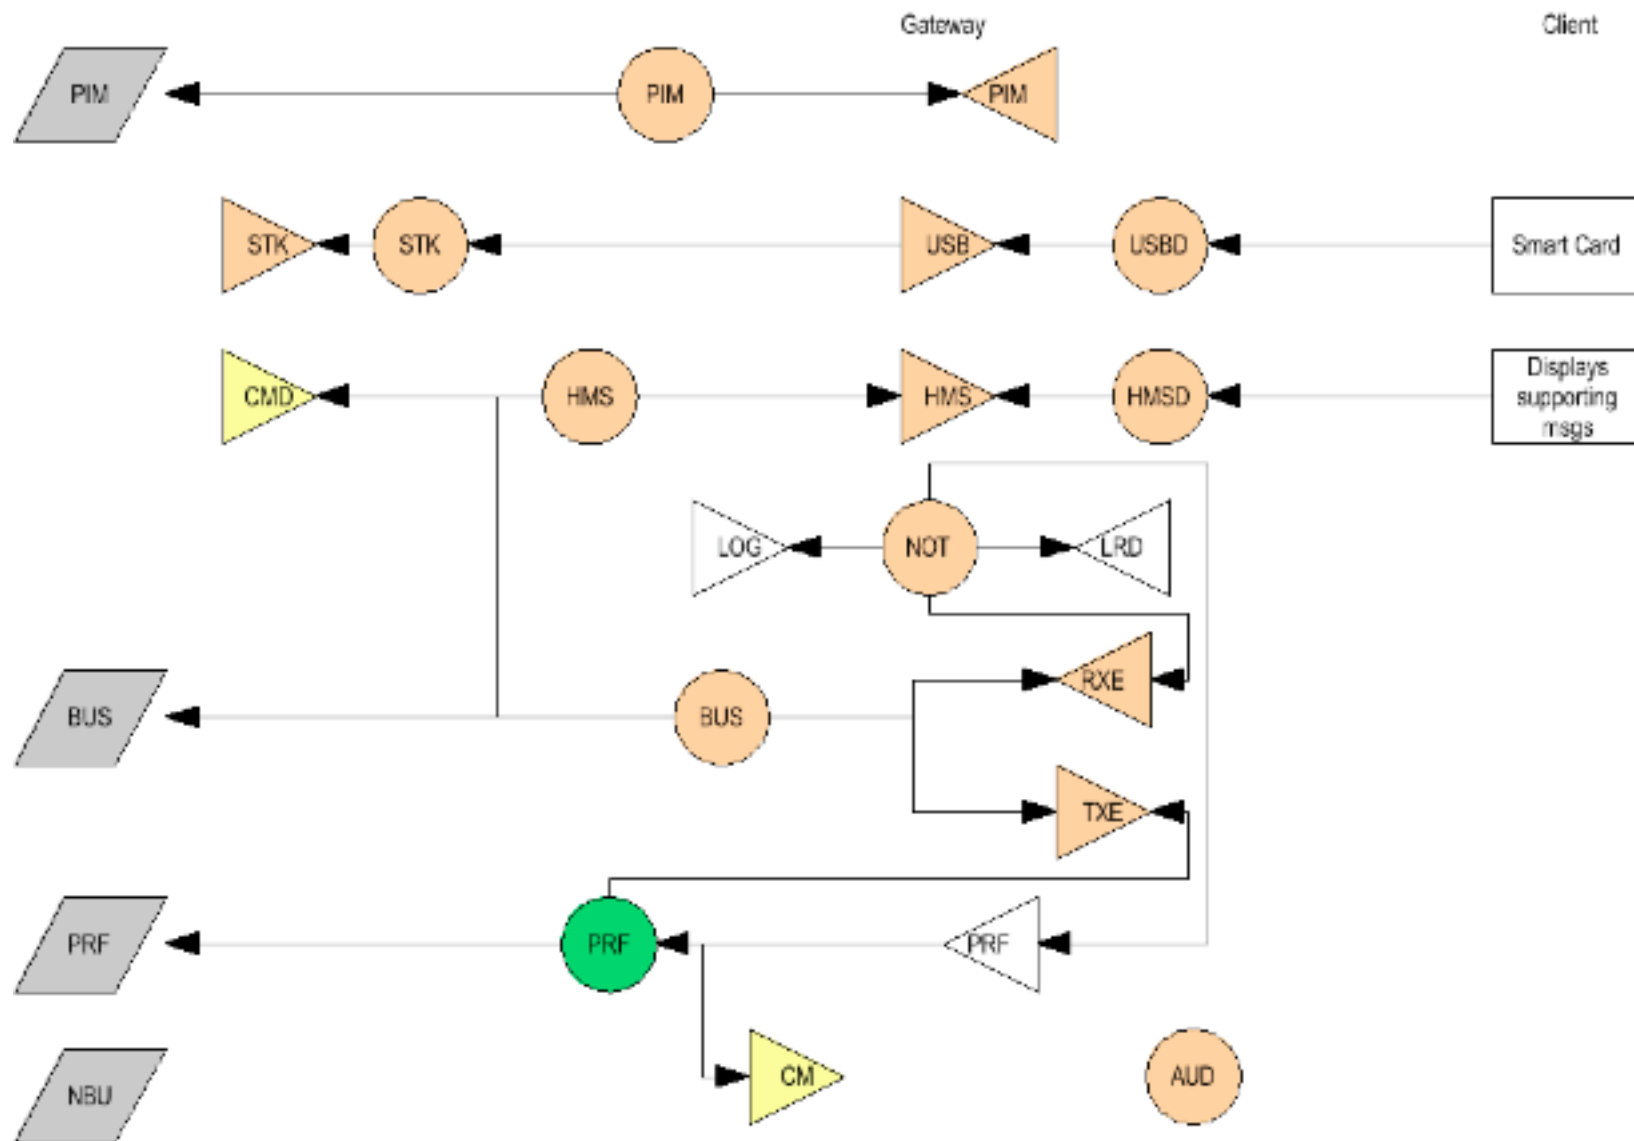 Gateway
Client
PIM
PIM
PIM
STK
STK
USB
USBD
Smart Card
CMD
HMS
HMS
HMSD
Displays
supporting
msgs
LOG
NOT
LRD
RXE
BUS
BUS
TXE
PRF
PRF
PRF
NBU
CM
AUD